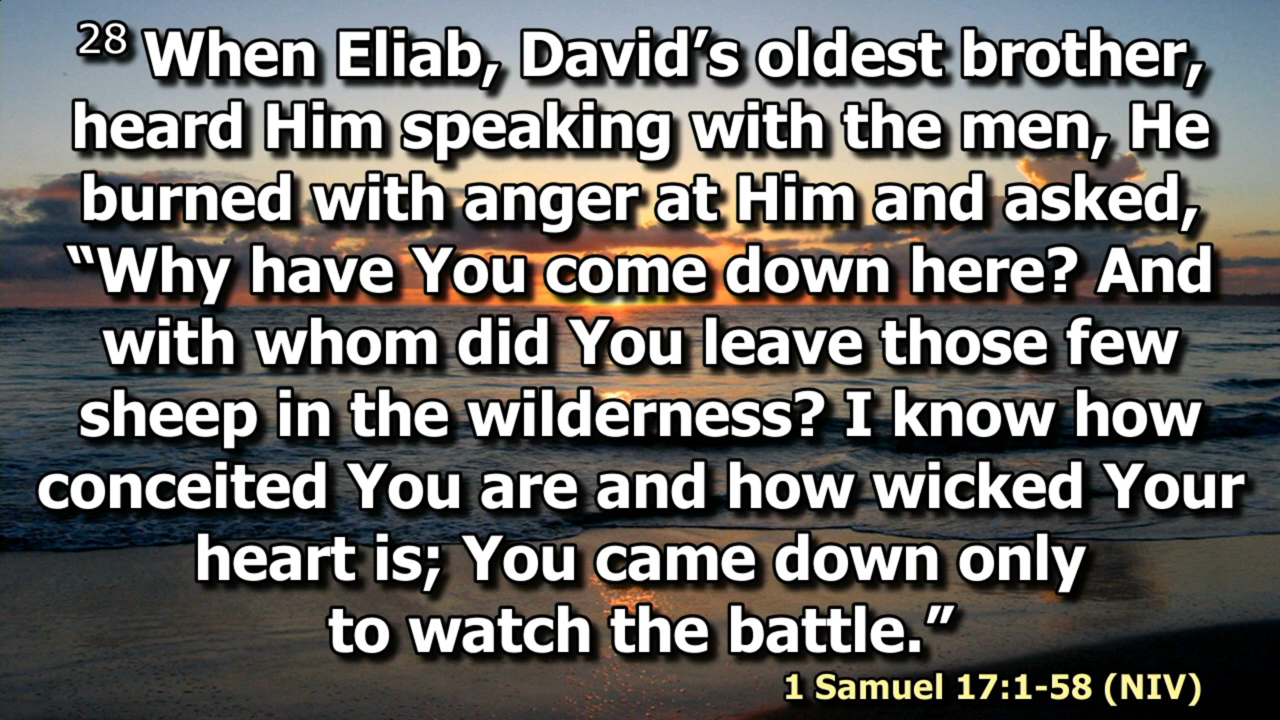 28 When Eliab, David’s oldest brother,
heard Him speaking with the men, He
burned with anger at Him and asked,
“Why have You come down here? And
with whom did You leave those few
sheep in the wilderness? I know how
conceited You are and how wicked Your
heart is; You came down only
to watch the battle.”
1 Samuel 17:1-58 (NIV)